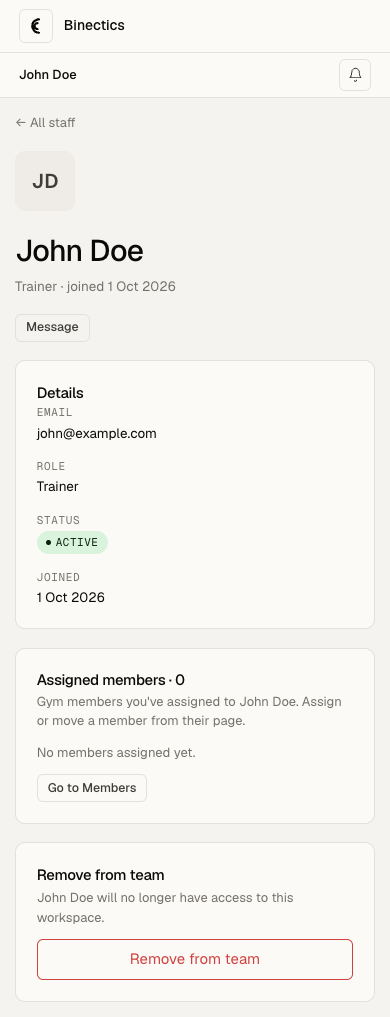 Binectics
John Doe
← All staff
JD
John Doe
Trainer · joined 1 Oct 2026
Message
Details
EMAIL
john@example.com
ROLE
Trainer
STATUS
ACTIVE
JOINED
1 Oct 2026
Assigned members · 0
Gym members you've assigned to John Doe. Assign
or move a member from their page.
No members assigned yet.
Go to Members
Remove from team
John Doe will no longer have access to this
workspace.
Remove from team